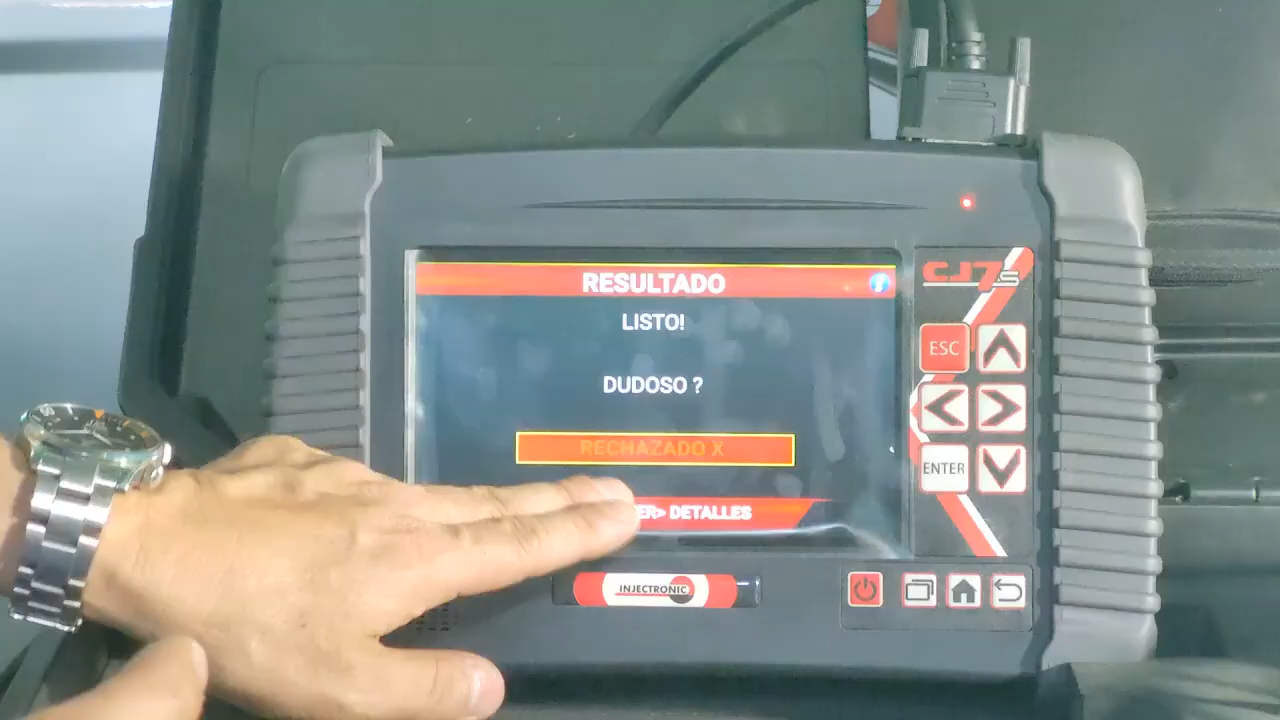 RESULTADO
LISTO!
DUDOSO ?
RECHAZADO X
DETALLES
CJ7s
ESC
ENTER
INJECTRONIC